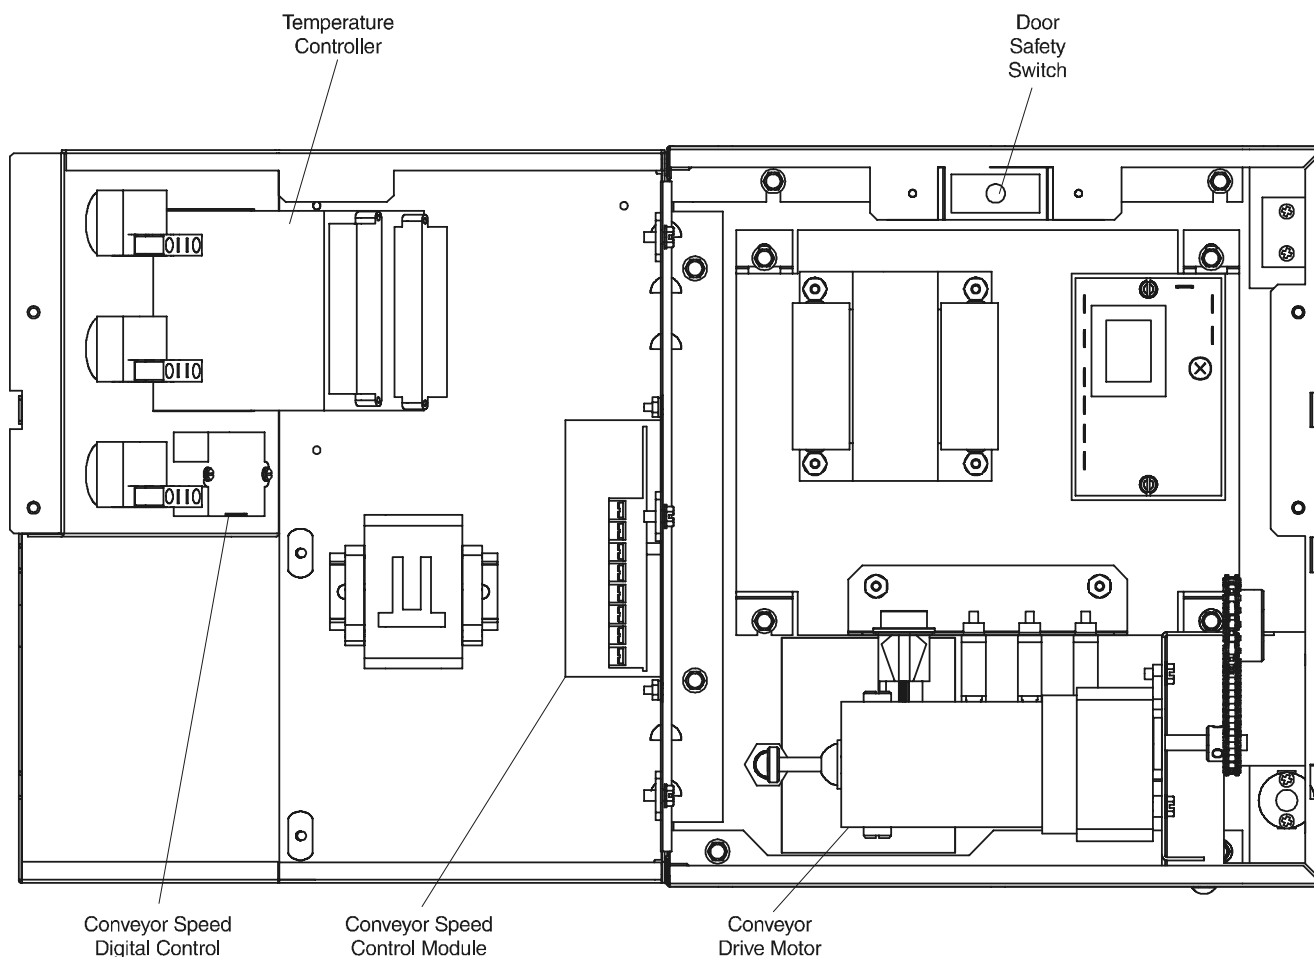 Temperature
Controller
Door
Safety
Switch
Conveyor Speed
Digital Control
Conveyor Speed
Control Module
Conveyor
Drive Motor